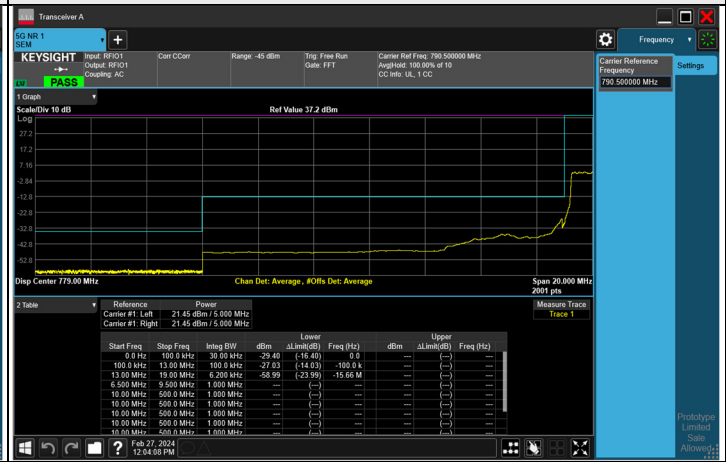 Transceiver A
5G NR 1
SEM
+
Frequency
KEYSIGHT
LXI
PASS
Input: RFIO1
Output: RFIO1
Coupling: AC
Corr CCorr
Range: -45 dBm
Trig: Free Run
Gate: FFT
Carrier Ref Freq: 790.500000 MHz
Avg|Hold: 100.00% of 10
CC Info: UL, 1 CC
Carrier Reference
Frequency
790.500000 MHz
Settings
1 Graph
Scale/Div 10 dB
Ref Value 37.2 dBm
Log
27.2
17.2
7.16
-2.84
-12.8
-22.8
-32.8
-42.8
-52.8
Disp Center 779.00 MHz
Chan Det: Average , #Offs Det: Average
Span 20.000 MHz
2001 pts
2 Table
Reference Power
Carrier #1: Left 21.45 dBm / 5.000 MHz
Carrier #1: Right 21.45 dBm / 5.000 MHz
Measure Trace
Trace 1
Lower Upper
Start Freq Stop Freq Integ BW dBm ΔLimit(dB) Freq (Hz) dBm ΔLimit(dB) Freq (Hz)
0.0 Hz 100.0 kHz 30.00 kHz -29.40 (-16.40) 0.0 --- (---) ---
100.0 kHz 13.00 MHz 100.0 kHz -27.03 (-14.03) -100.0 k --- (---) ---
13.00 MHz 19.00 MHz 6.200 kHz -58.99 (-23.99) -15.66 M --- (---) ---
6.500 MHz 9.500 MHz 1.000 MHz --- (---) --- --- (---) ---
10.00 MHz 500.0 MHz 1.000 MHz --- (---) --- --- (---) ---
10.00 MHz 500.0 MHz 1.000 MHz --- (---) --- --- (---) ---
10.00 MHz 500.0 MHz 1.000 MHz --- (---) --- --- (---) ---
10.00 MHz 500.0 MHz 1.000 MHz --- (---) --- --- (---) ---
Prototype
Limited
Sale
Allowed
?
Feb 27, 2024
12:04:08 PM